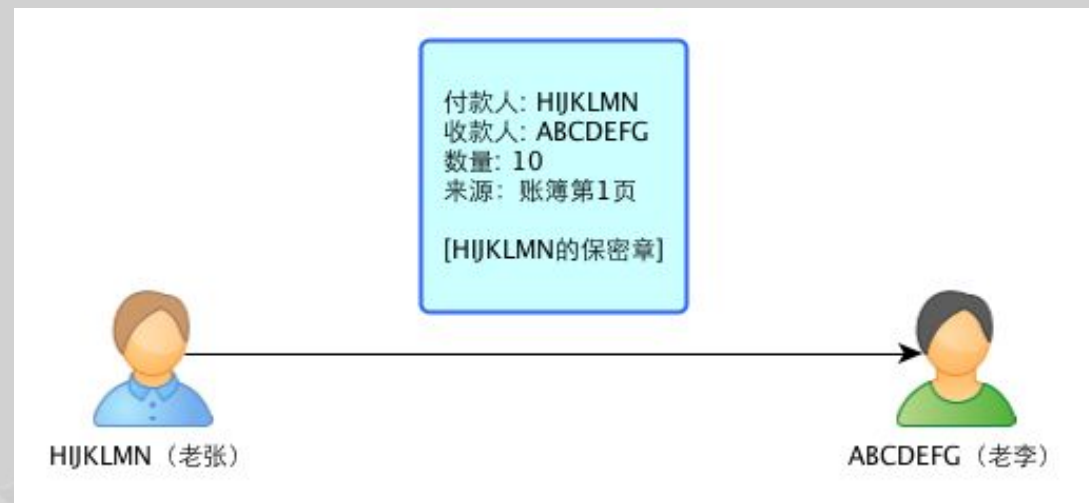 付款人: HIJKLMN
收款人: ABCDEFG
数量: 10
来源：账簿第1页
[HIJKLMN的保密章]
HIJKLMN（老张）
ABCDEFG（老李）